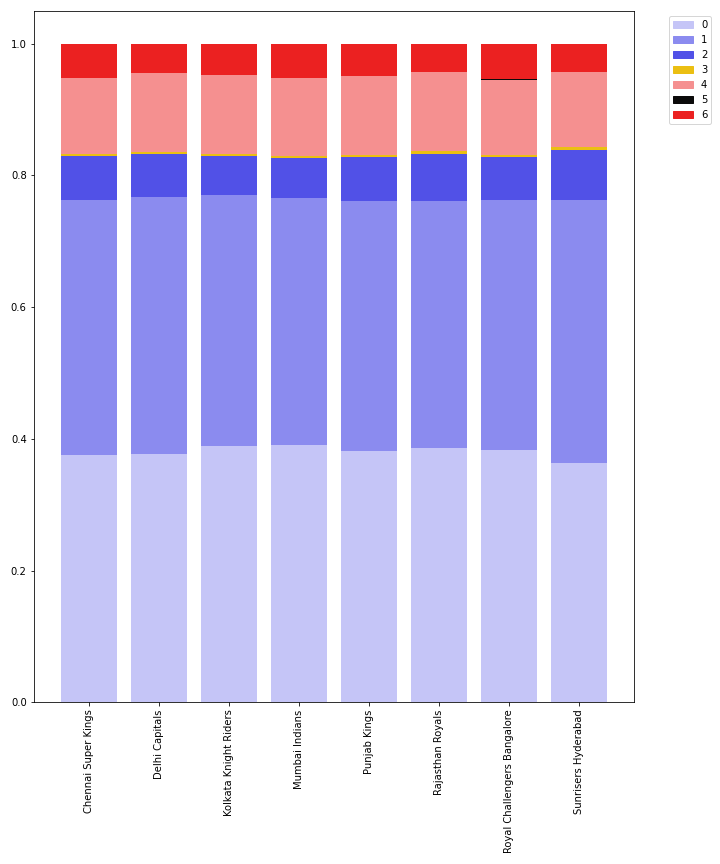 1.0
0.8
0.6
0.4
0.2
0.0
Chennai Super Kings
Delhi Capitals
Kolkata Knight Riders
Mumbai Indians
Punjab Kings
Rajasthan Royals
Royal Challengers Bangalore
Sunrisers Hyderabad
0
1
2
3
4
5
6